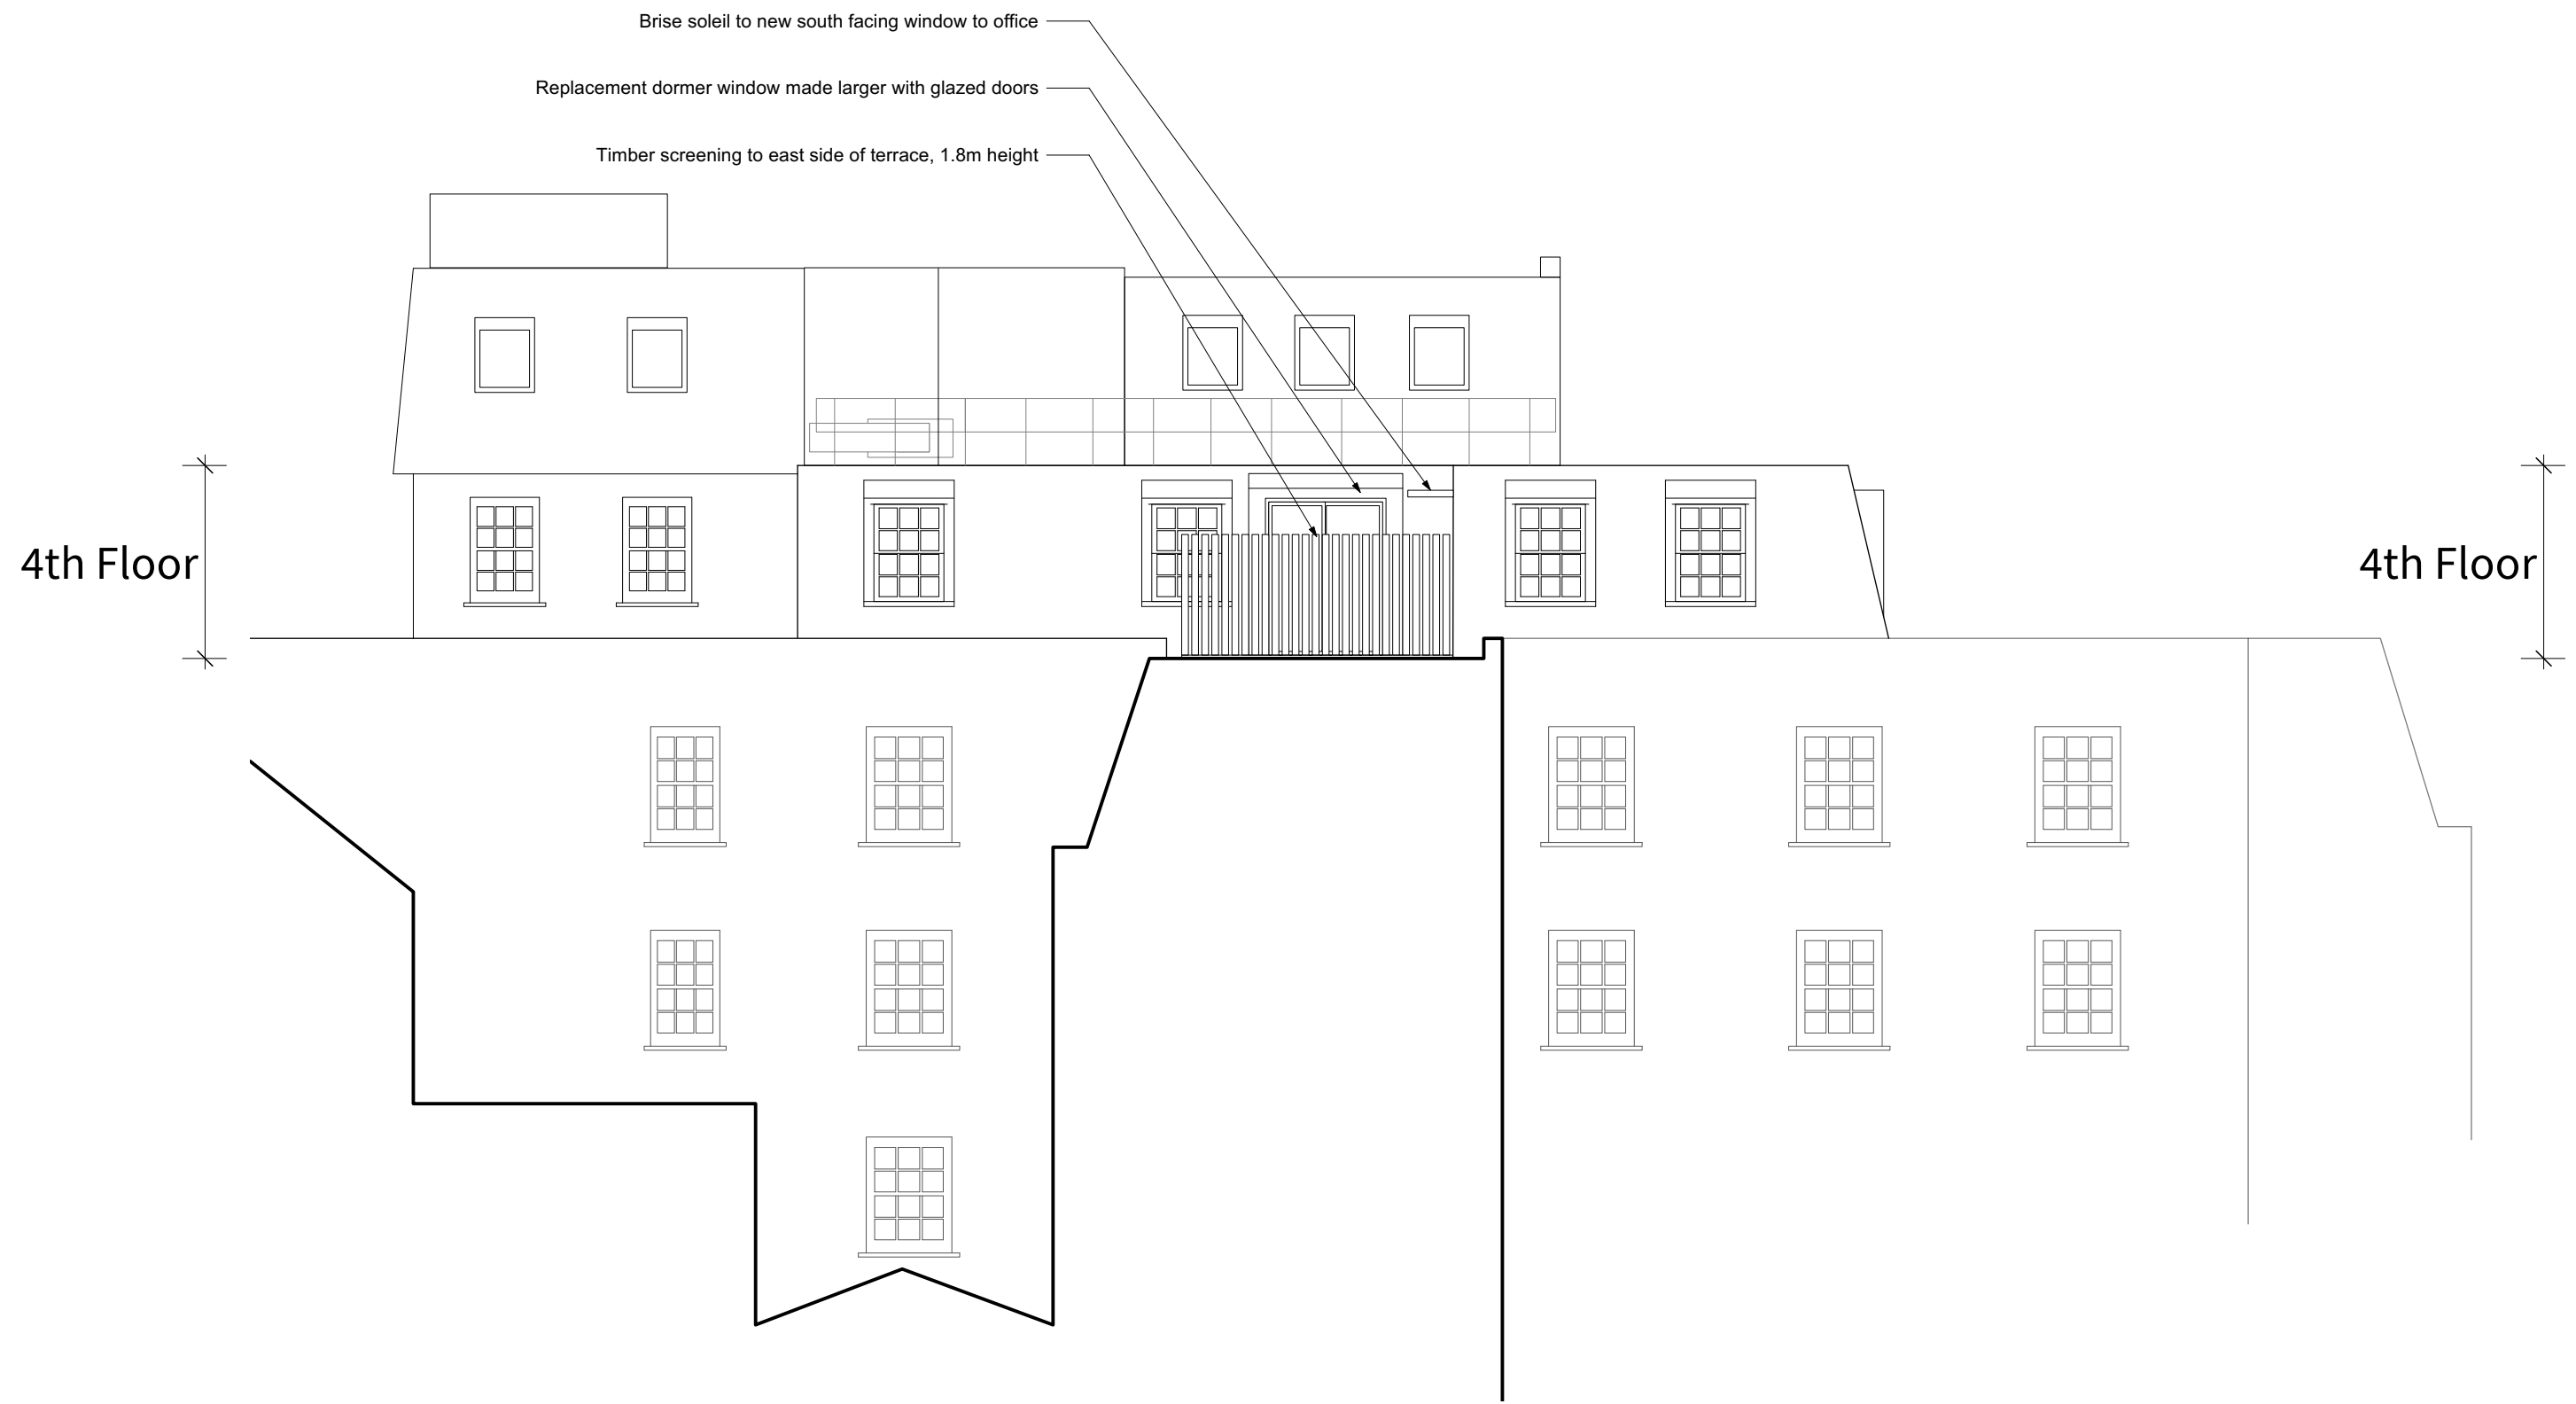 Brise soleil to new south facing window to office
Replacement dormer window made larger with glazed doors
Timber screening to east side of terrace, 1.8m height
4th Floor
4th Floor